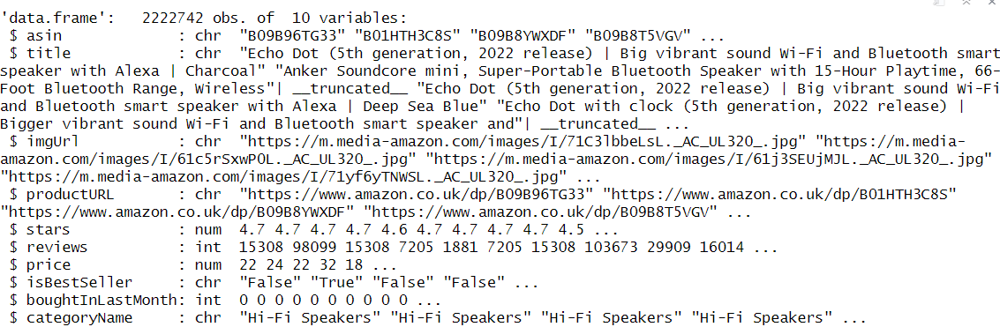 'data.frame':   2222742 obs. of  10 variables:
 $ asin             : chr  "B09B96TG33" "B01HTH3C8S" "B09B8YWXDF" "B09B8T5VGV" ...
 $ title            : chr  "Echo Dot (5th generation, 2022 release) | Big vibrant sound Wi-Fi and Bluetooth smart
speaker with Alexa | Charcoal" "Anker Soundcore mini, Super-Portable Bluetooth Speaker with 15-Hour Playtime, 66-
Foot Bluetooth Range, Wireless"| __truncated__ "Echo Dot (5th generation, 2022 release) | Big vibrant sound Wi-Fi
and Bluetooth smart speaker with Alexa | Deep Sea Blue" "Echo Dot with clock (5th generation, 2022 release) |
Bigger vibrant sound Wi-Fi and Bluetooth smart speaker and"| __truncated__ ...
 $ imgUrl           : chr  "https://m.media-amazon.com/images/I/71C3lbbeLsL._AC_UL320_.jpg" "https://m.media-
amazon.com/images/I/61c5rSxwP0L._AC_UL320_.jpg" "https://m.media-amazon.com/images/I/61j3SEUjMJL._AC_UL320_.jpg"
"https://m.media-amazon.com/images/I/71yf6yTNWSL._AC_UL320_.jpg" ...
 $ productURL       : chr  "https://www.amazon.co.uk/dp/B09B96TG33" "https://www.amazon.co.uk/dp/B01HTH3C8S"
"https://www.amazon.co.uk/dp/B09B8YWXDF" "https://www.amazon.co.uk/dp/B09B8T5VGV" ...
 $ stars            : num  4.7 4.7 4.7 4.7 4.6 4.7 4.7 4.7 4.7 4.5 ...
 $ reviews          : int  15308 98099 15308 7205 1881 7205 15308 103673 29909 16014 ...
 $ price            : num  22 24 22 32 18 ...
 $ isBestSeller     : chr  "False" "True" "False" "False" ...
 $ boughtInLastMonth: int  0 0 0 0 0 0 0 0 0 0 ...
 $ categoryName     : chr  "Hi-Fi Speakers" "Hi-Fi Speakers" "Hi-Fi Speakers" "Hi-Fi Speakers" ...